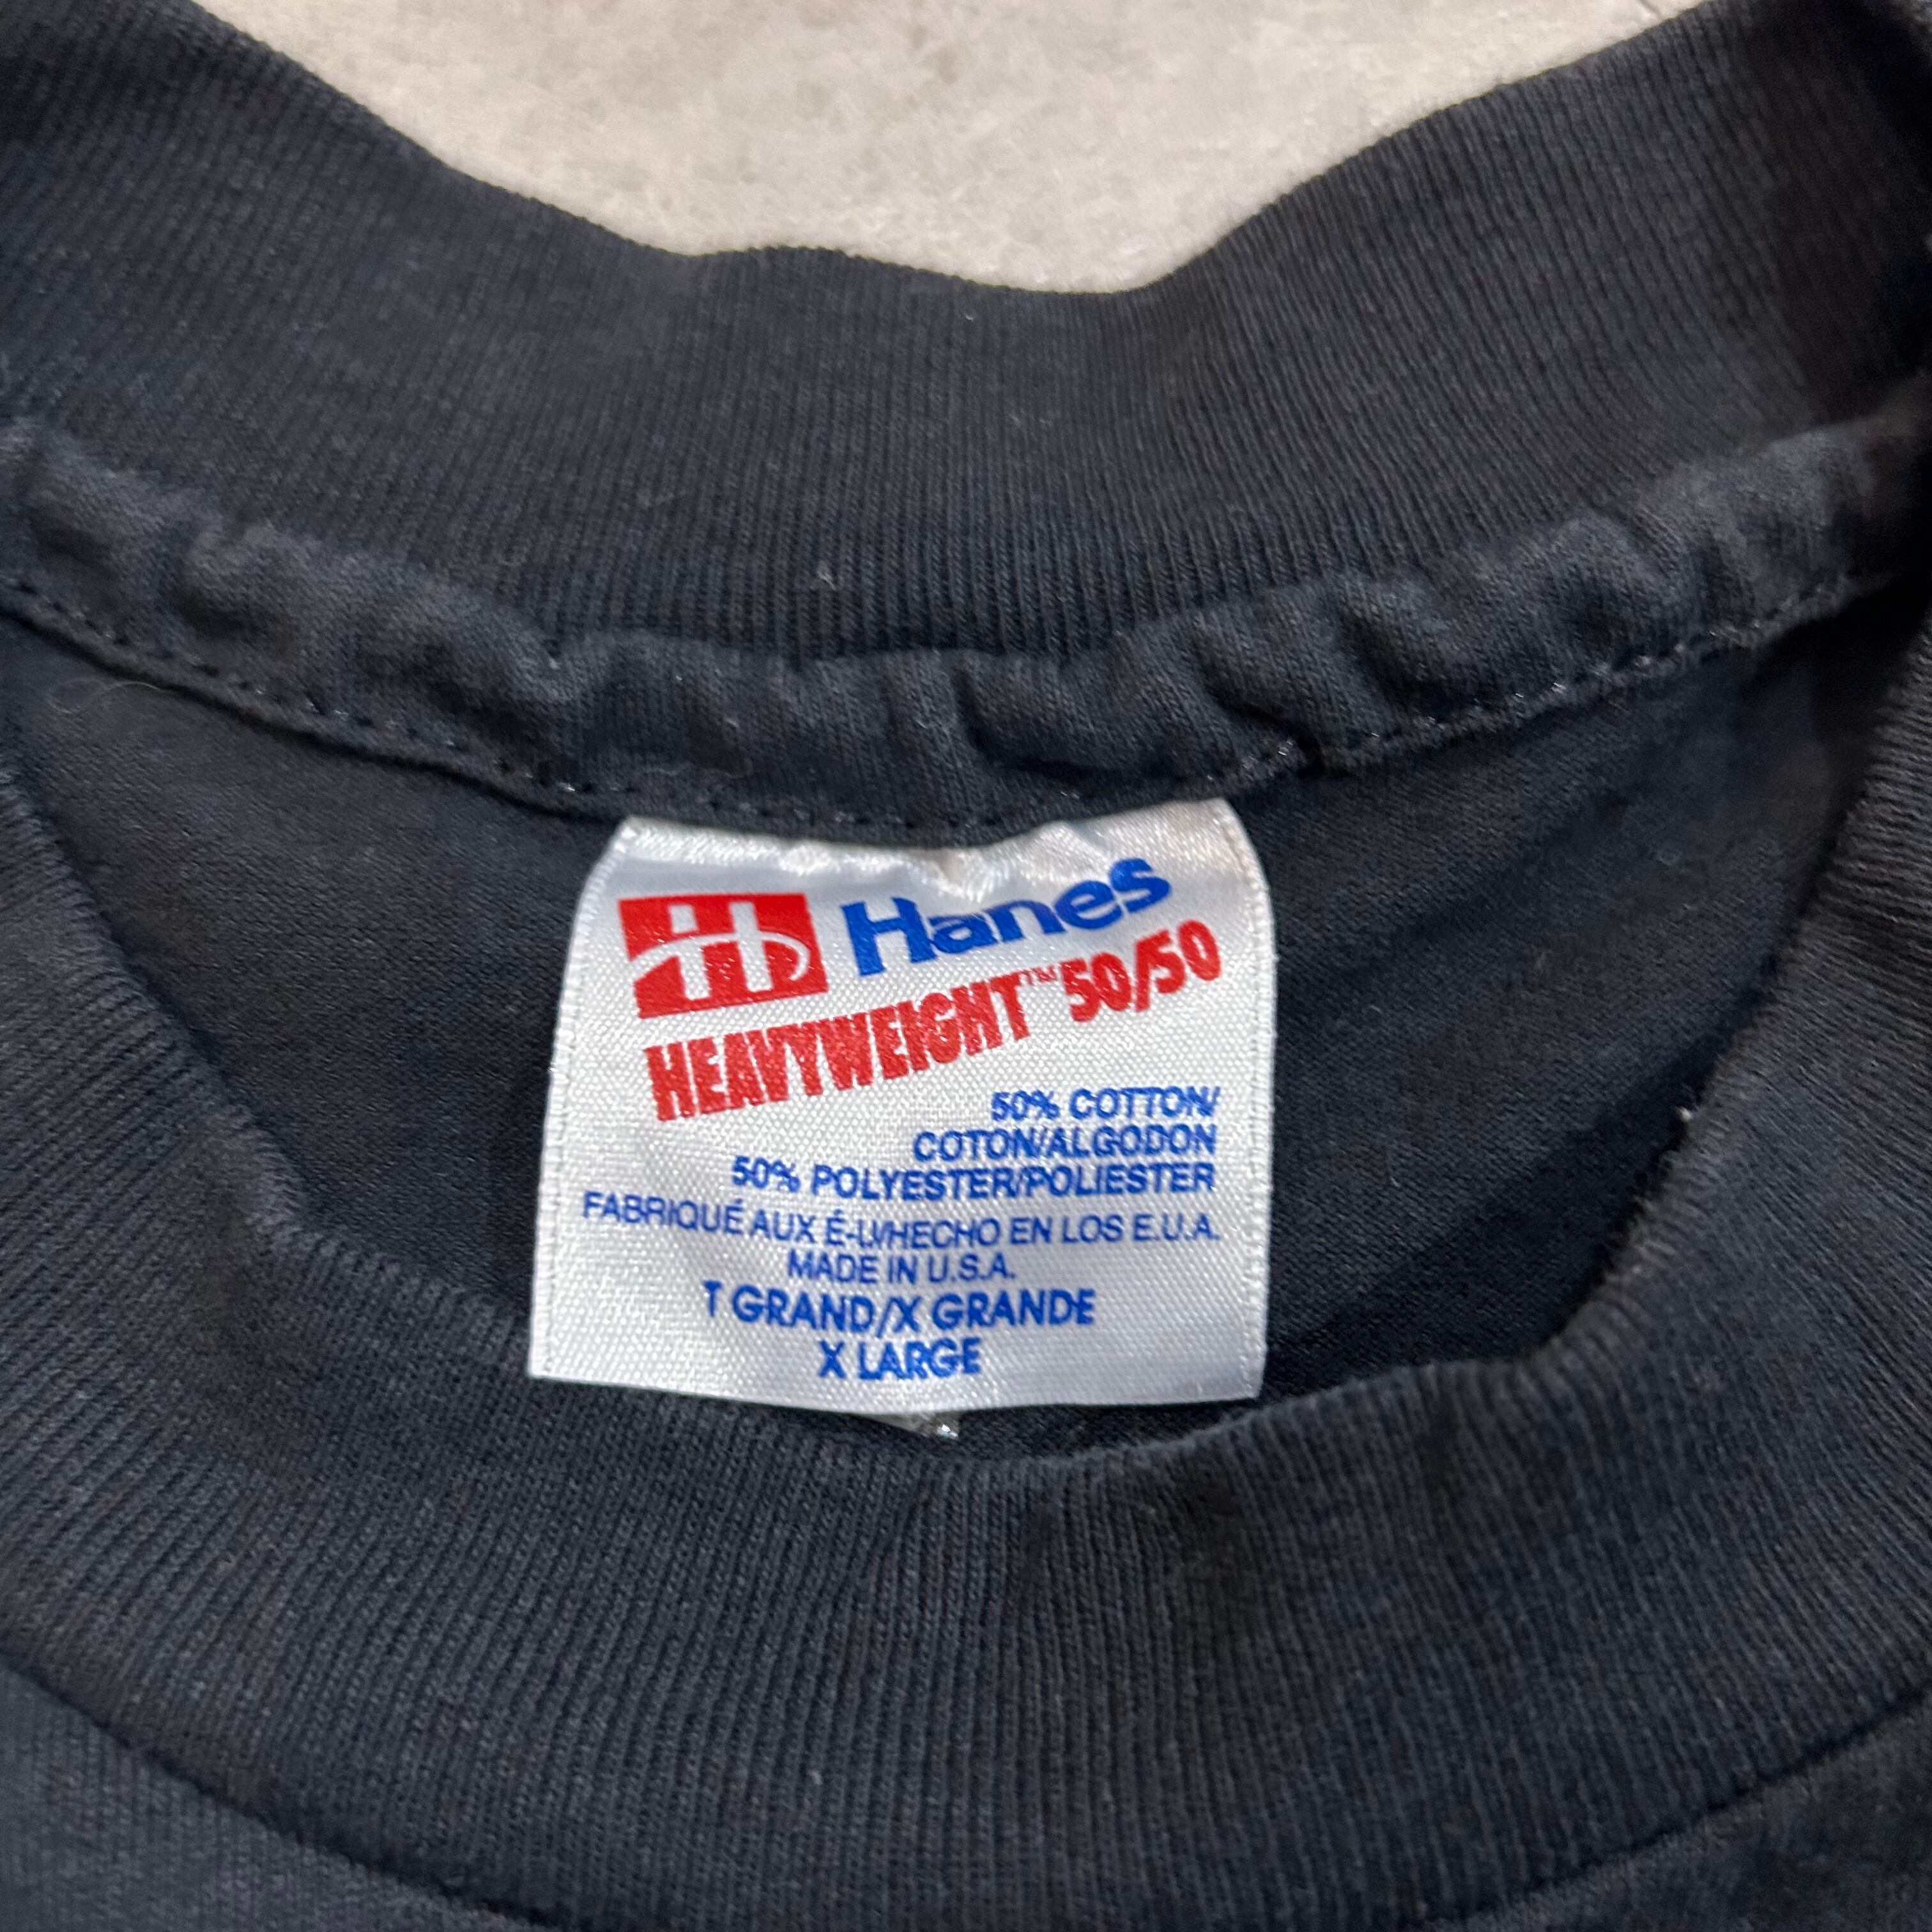 Hanes
HEAVYWEIGHT™ 50/50
50% COTTON/
COTON/ALGODON
50% POLYESTER/POLIESTER
FABRIQUÉ AUX É-U/HECHO EN LOS E.U.A.
MADE IN U.S.A.
T GRAND/X GRANDE
X LARGE